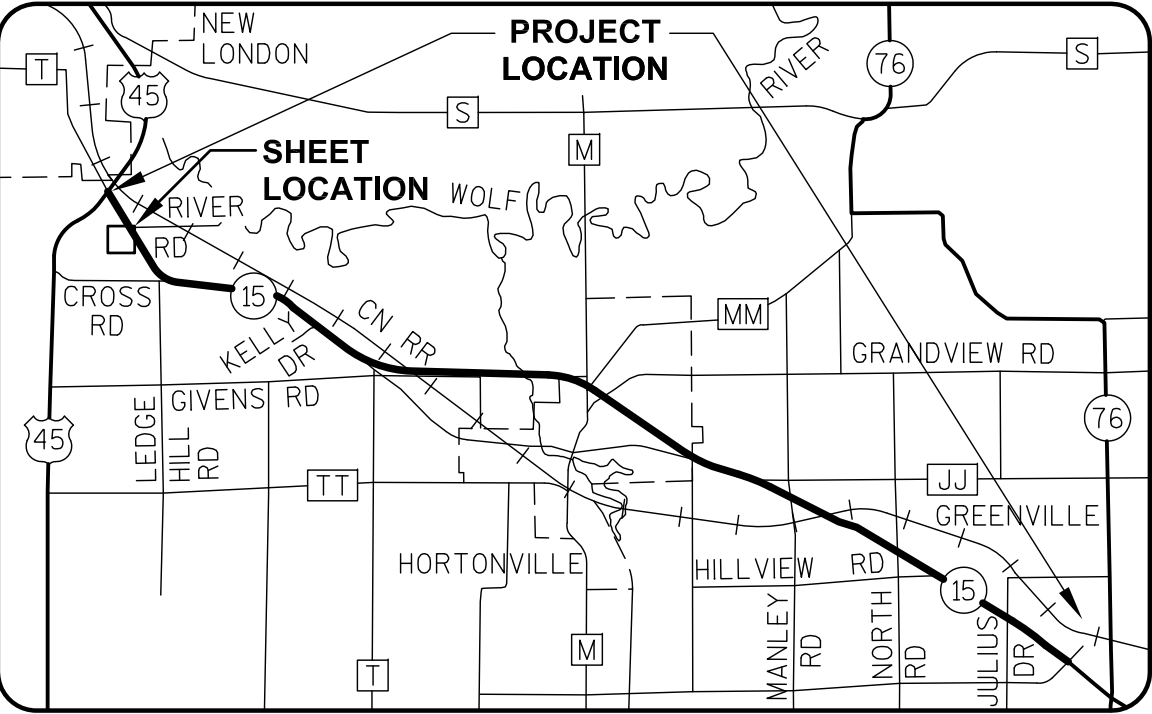 NEW
LONDON
PROJECT
LOCATION
RIVER
76
S
T
45
S
M
SHEET
LOCATION
WOLF
RIVER
RD
CROSS
RD
15
KELLY
DR
CN RR
MM
GRANDVIEW RD
GIVENS RD
LEDGE
HILL
RD
45
76
TT
JJ
GREENVILLE
HORTONVILLE
HILLVIEW RD
15
MANLEY
RD
NORTH
RD
JULIUS
DR
M
T